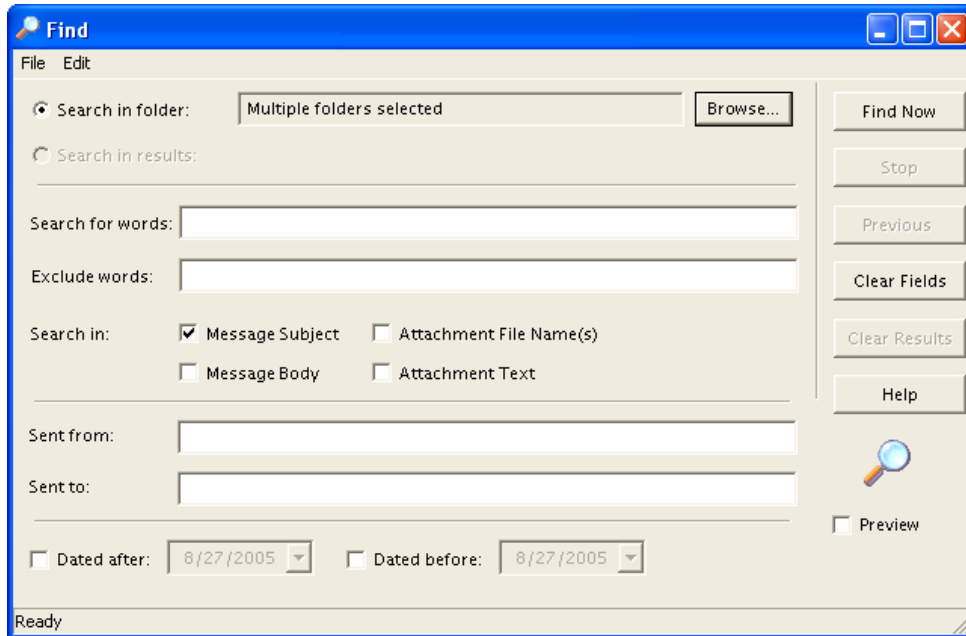 Find
File Edit
Search in folder: Multiple folders selected Browse... Find Now
Search in results: Stop
Search for words: Previous
Exclude words: Clear Fields
Search in: Message Subject Attachment File Name(s) Clear Results
Message Body Attachment Text
Help
Sent from:
Sent to:
Preview
Dated after: 8/27/2005 Dated before: 8/27/2005
Ready